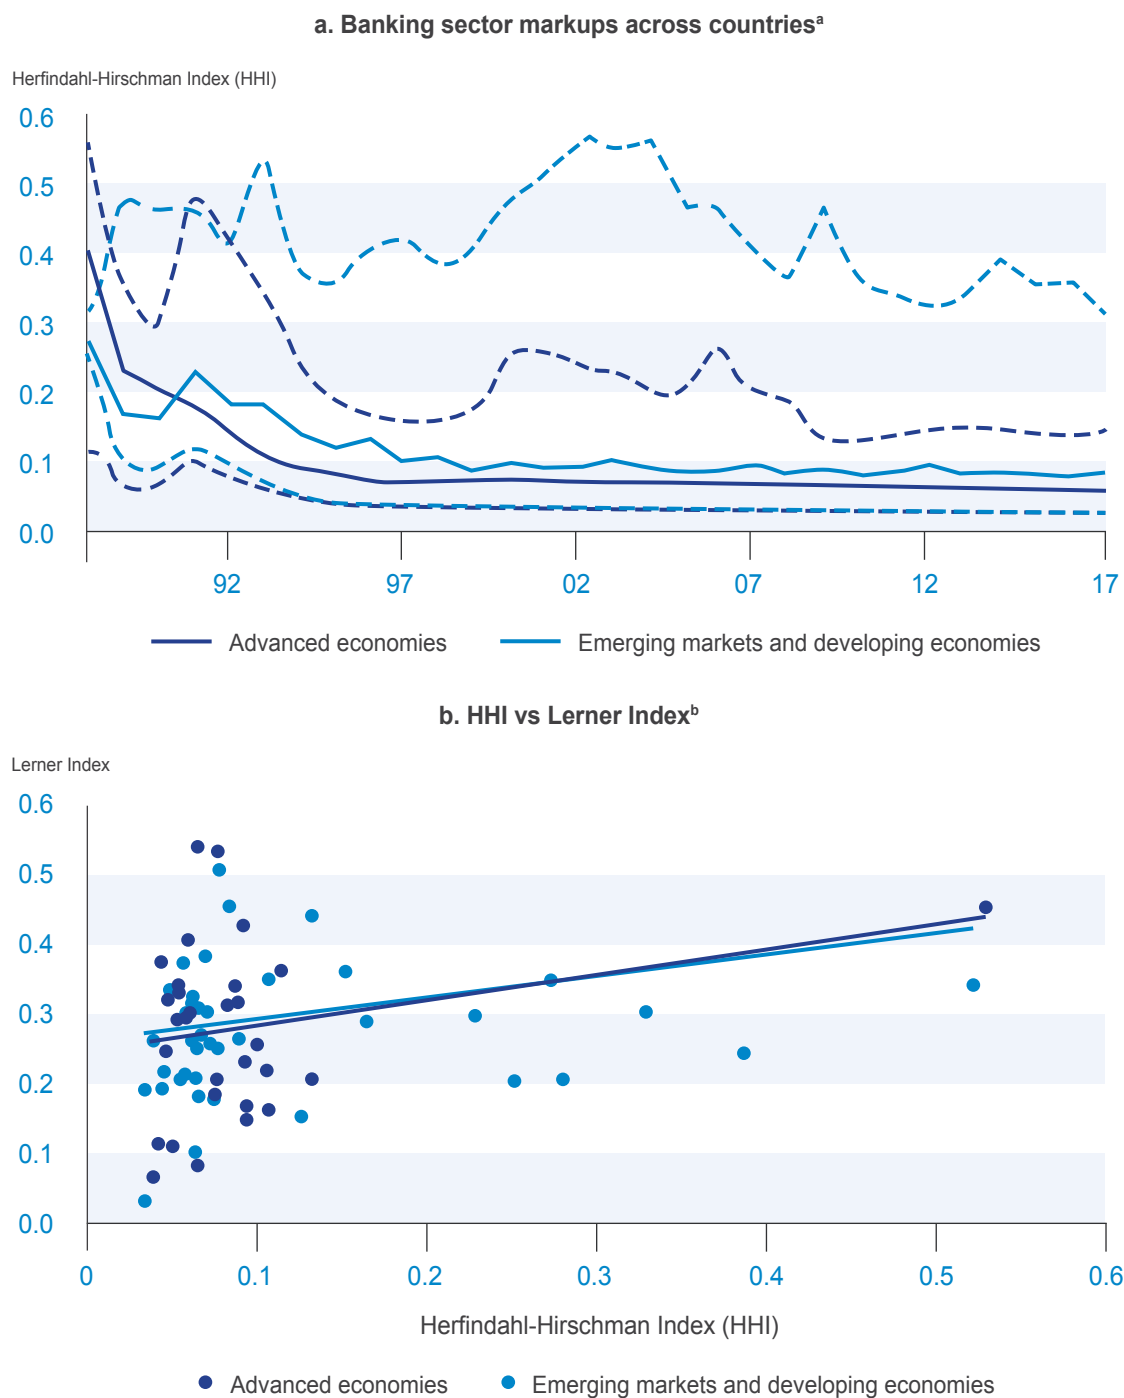 a. Banking sector markups across countriesᵃ
Herfindahl-Hirschman Index (HHI)
0.6
0.5
0.4
0.3
0.2
0.1
0.0
92 97 02 07 12 17
Advanced economies Emerging markets and developing economies
b. HHI vs Lerner Indexᵇ
Lerner Index
0.6
0.5
0.4
0.3
0.2
0.1
0.0
0 0.1 0.2 0.3 0.4 0.5 0.6
Herfindahl-Hirschman Index (HHI)
Advanced economies Emerging markets and developing economies